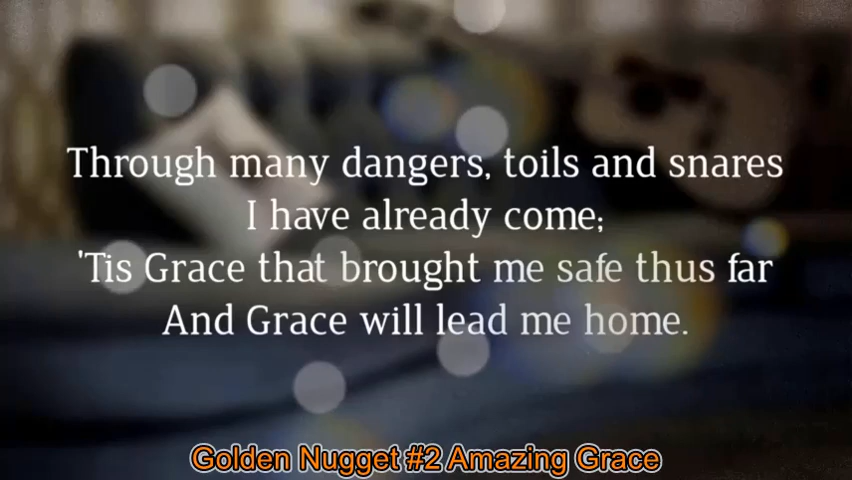 Through many dangers, toils and snares
I have already come;
'Tis Grace that brought me safe thus far
And Grace will lead me home.
Golden Nugget #2 Amazing Grace